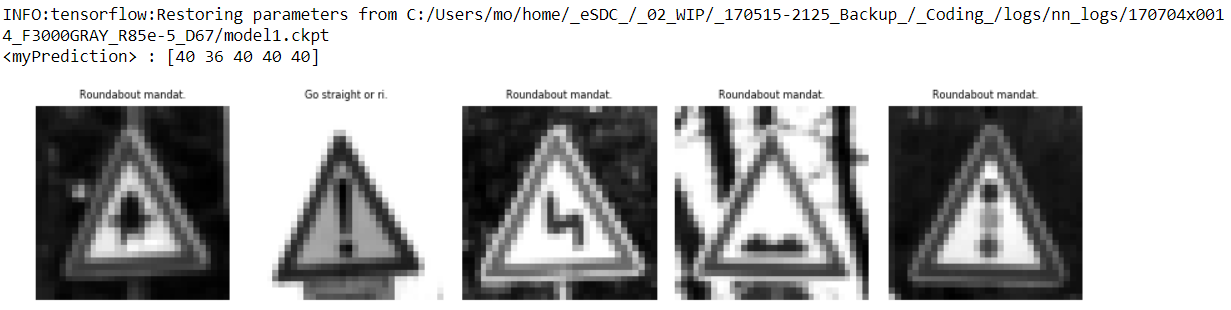 INFO:tensorflow:Restoring parameters from C:/Users/mo/home/_eSDC_/_02_WIP/_170515-2125_Backup_/_Coding_/logs/nn_logs/170704x001
4_F3000GRAY_R85e-5_D67/model1.ckpt
<myPrediction> : [40 36 40 40 40]
Roundabout mandat. Go straight or ri. Roundabout mandat. Roundabout mandat. Roundabout mandat.